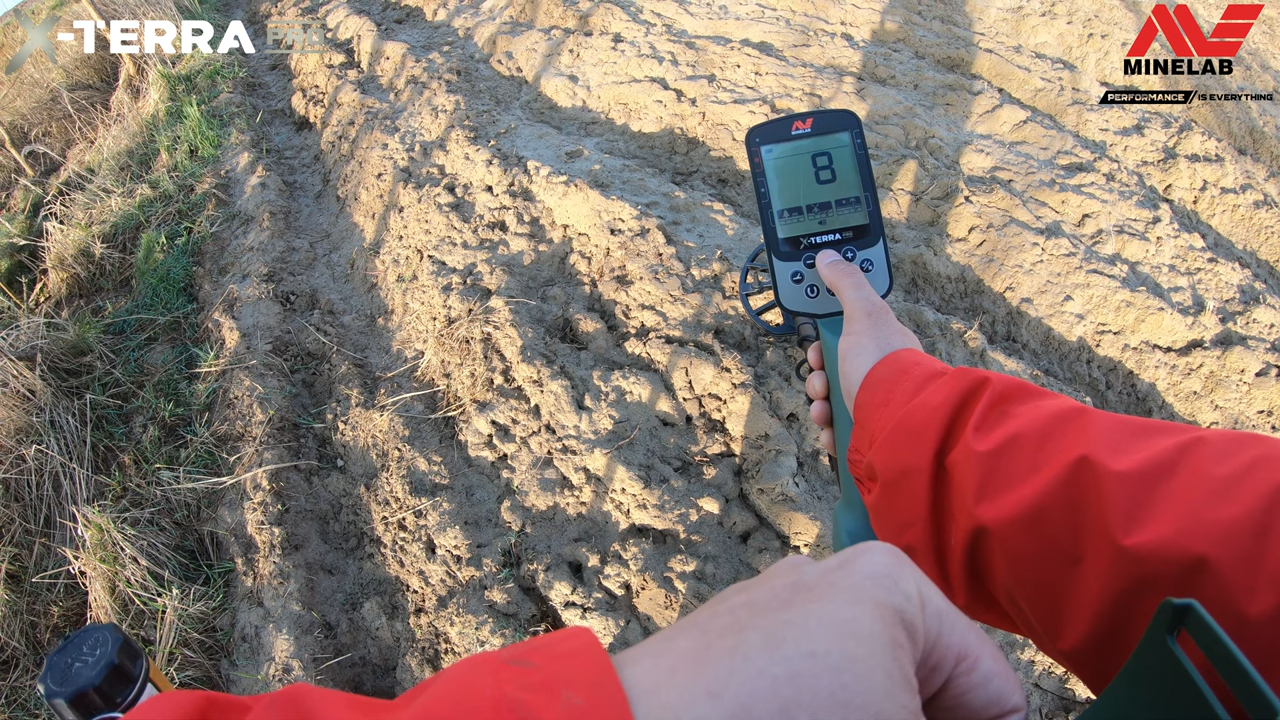 X-TERRA PRO
MINELAB
PERFORMANCE IS EVERYTHING
MINELAB
8
X-TERRA PRO